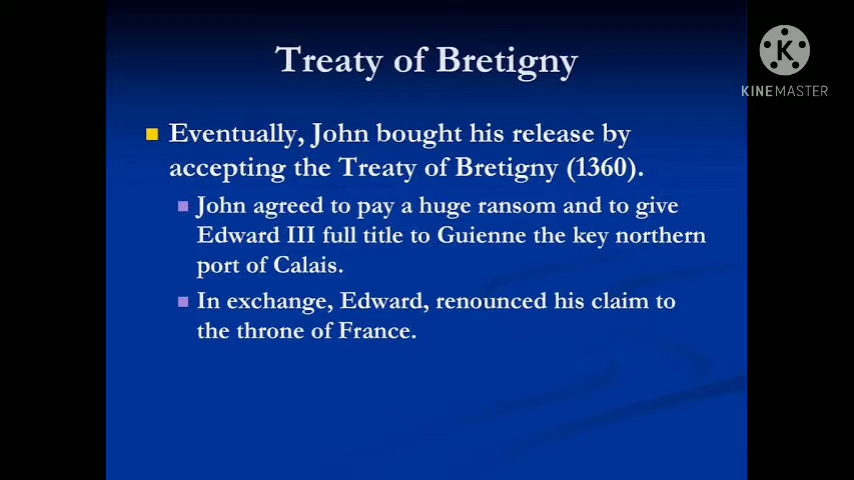 Treaty of Bretigny
K
KINEMASTER
Eventually, John bought his release by
accepting the Treaty of Bretigny (1360).
John agreed to pay a huge ransom and to give
Edward III full title to Guienne the key northern
port of Calais.
In exchange, Edward, renounced his claim to
the throne of France.